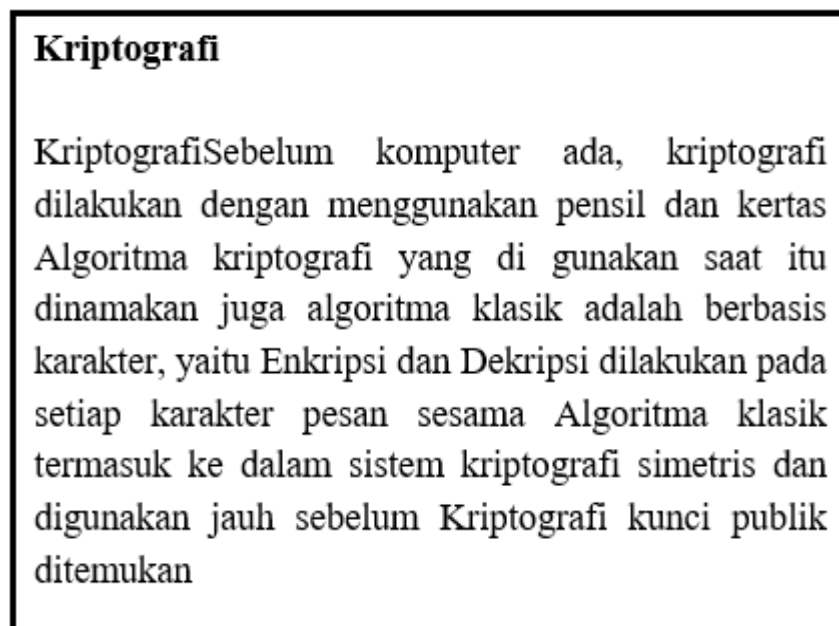 Kriptografi
KriptografiSebelum komputer ada, kriptografi
dilakukan dengan menggunakan pensil dan kertas
Algoritma kriptografi yang di gunakan saat itu
dinamakan juga algoritma klasik adalah berbasis
karakter, yaitu Enkripsi dan Dekripsi dilakukan pada
setiap karakter pesan sesama Algoritma klasik
termasuk ke dalam sistem kriptografi simetris dan
digunakan jauh sebelum Kriptografi kunci publik
ditemukan